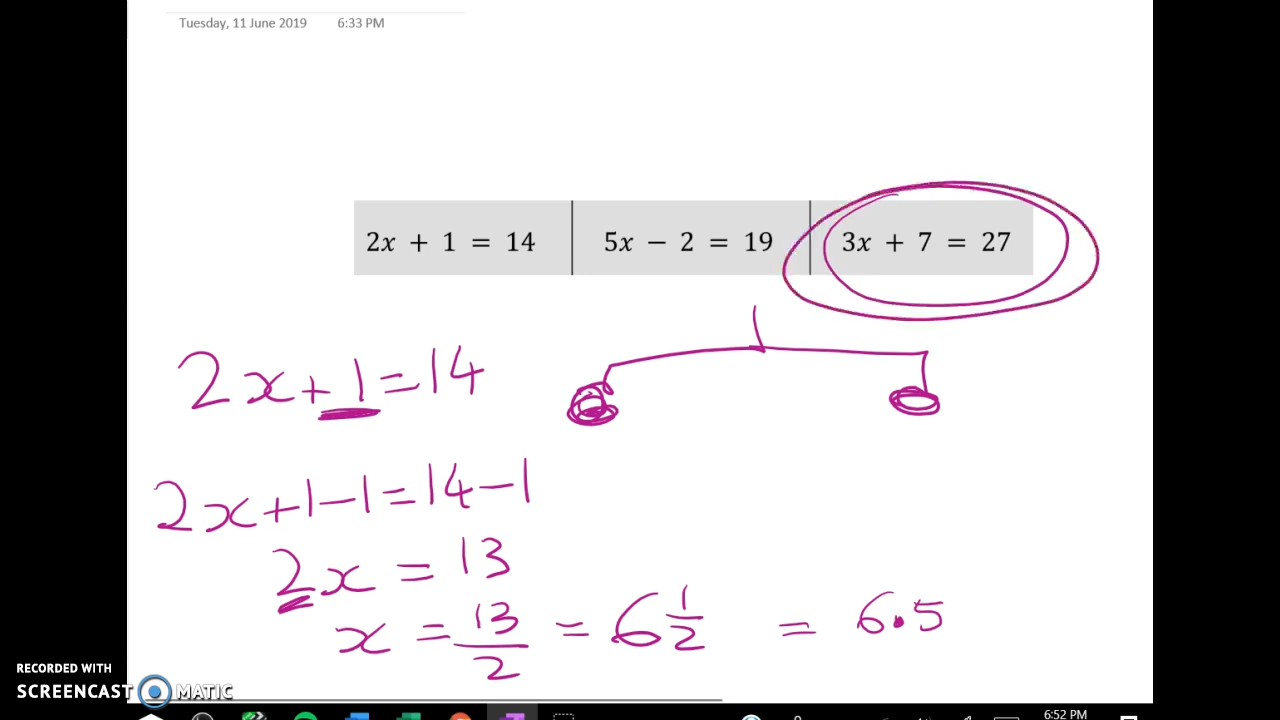 Tuesday, 11 June 2019 6:33 PM
2x + 1 = 14 5x − 2 = 19 3x + 7 = 27
2x+1=14
2x+1−1=14−1
2x = 13
x = 13/2 = 6 1/2 = 6.5
RECORDED WITH
SCREENCAST MATIC
6:52 PM